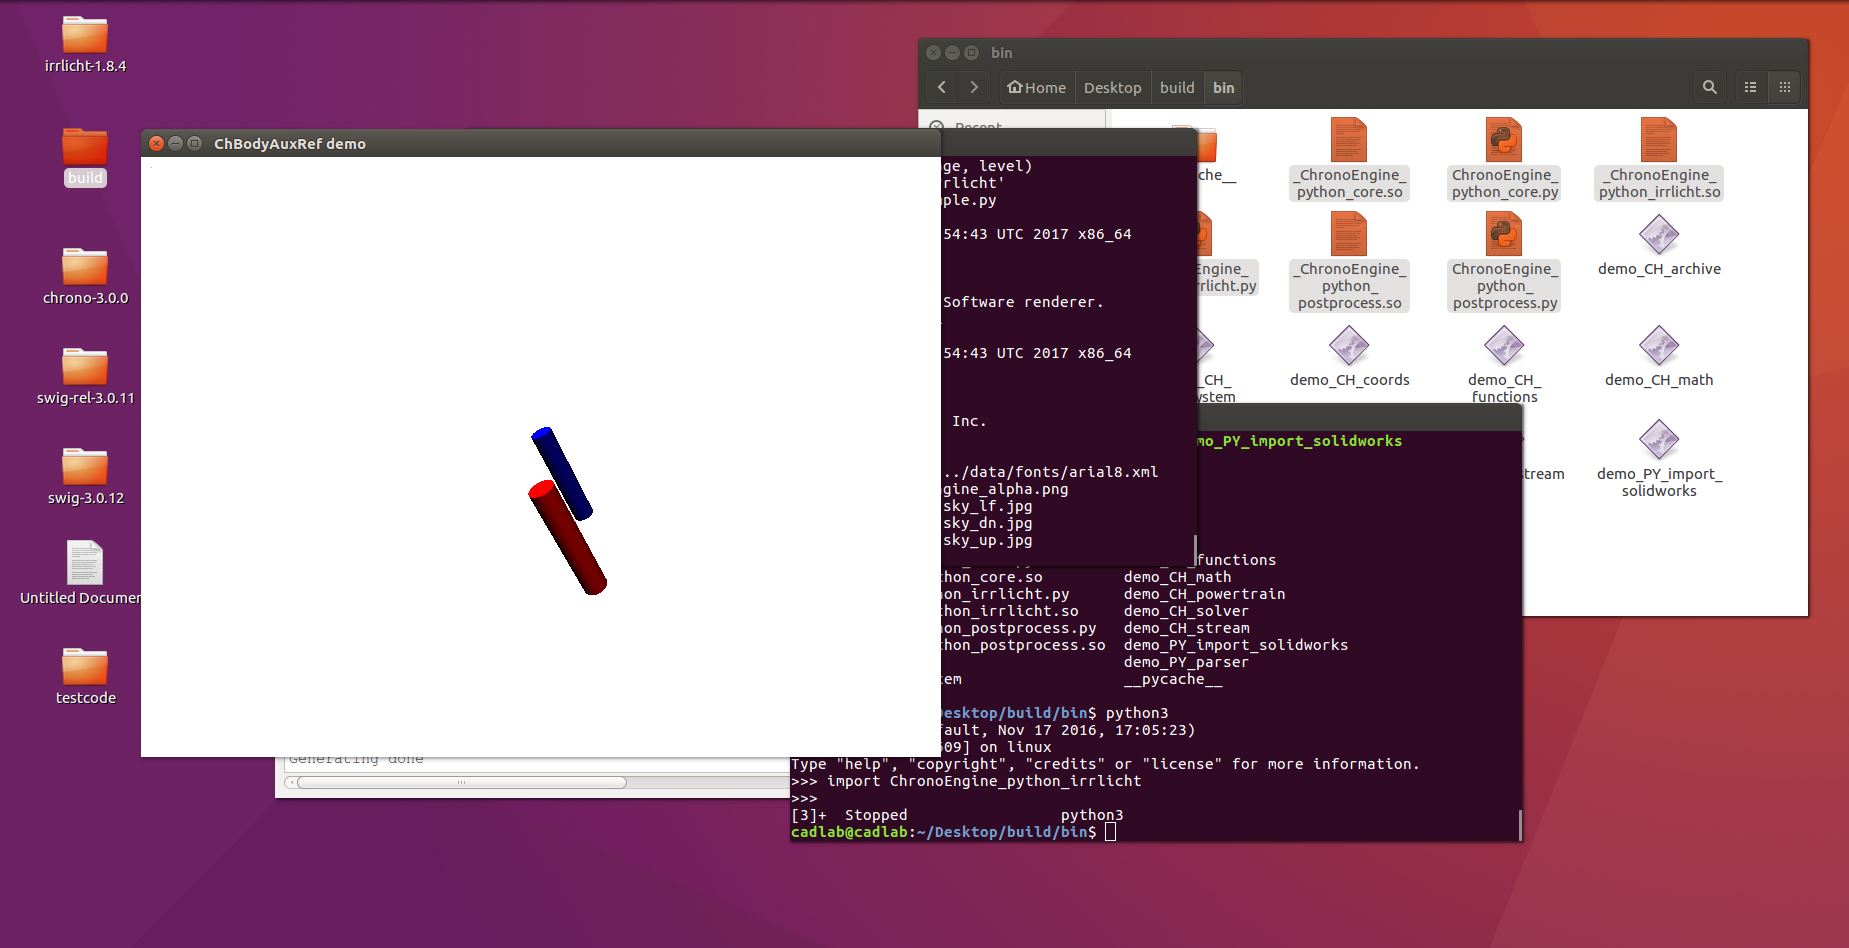 irrlicht-1.8.4
build
chrono-3.0.0
swig-rel-3.0.11
swig-3.0.12
Untitled Documen
testcode
bin
Home
Desktop
build
bin
Recent
che__
_ChronoEngine_
python_core.so
ChronoEngine_
python_core.py
_ChronoEngine_
python_irrlicht.so
Engine_
rrlicht.py
_ChronoEngine_
python_
postprocess.so
ChronoEngine_
python_
postprocess.py
demo_CH_archive
_CH_
ystem
demo_CH_coords
demo_CH_
functions
demo_CH_math
stream
demo_PY_import_
solidworks
ChBodyAuxRef demo
ge, level)
rlicht'
mple.py
54:43 UTC 2017 x86_64
Software renderer.
54:43 UTC 2017 x86_64
Inc.
../data/fonts/arial8.xml
gine_alpha.png
sky_lf.jpg
sky_dn.jpg
sky_up.jpg
mo_PY_import_solidworks
functions
thon_core.so demo_CH_math
on_irrlicht.py demo_CH_powertrain
thon_irrlicht.so demo_CH_solver
on_postprocess.py demo_CH_stream
thon_postprocess.so demo_PY_import_solidworks
demo_PY_parser
tem __pycache__
Desktop/build/bin$ python3
fault, Nov 17 2016, 17:05:23)
609] on linux
Type "help", "copyright", "credits" or "license" for more information.
>>> import ChronoEngine_python_irrlicht
>>>
[3]+ Stopped python3
cadlab@cadlab:~/Desktop/build/bin$
Generating done